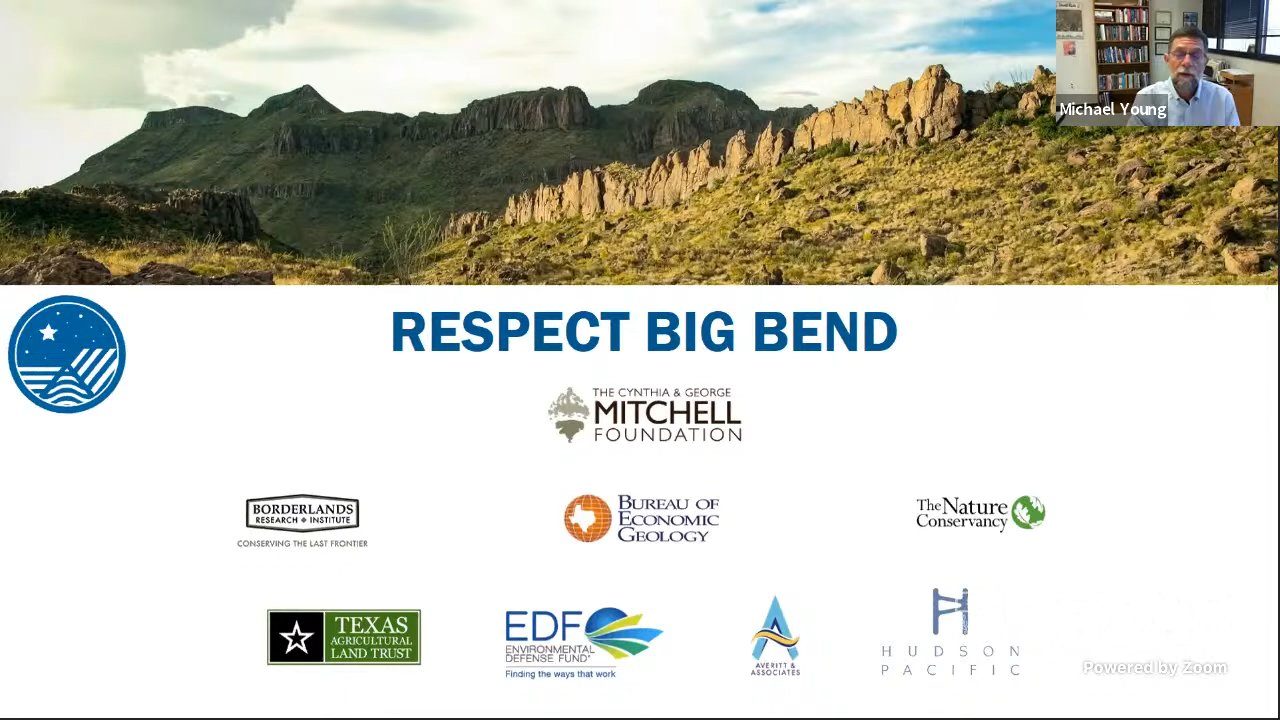 Michael Young
RESPECT BIG BEND
THE CYNTHIA & GEORGE
MITCHELL
FOUNDATION
BORDERLANDS
RESEARCH INSTITUTE
CONSERVING THE LAST FRONTIER
BUREAU OF
ECONOMIC
GEOLOGY
The Nature
Conservancy
TEXAS
AGRICULTURAL
LAND TRUST
EDF
ENVIRONMENTAL
DEFENSE FUND
Finding the ways that work
AVERITT &
ASSOCIATES
HUDSON
PACIFIC
Powered by Zoom